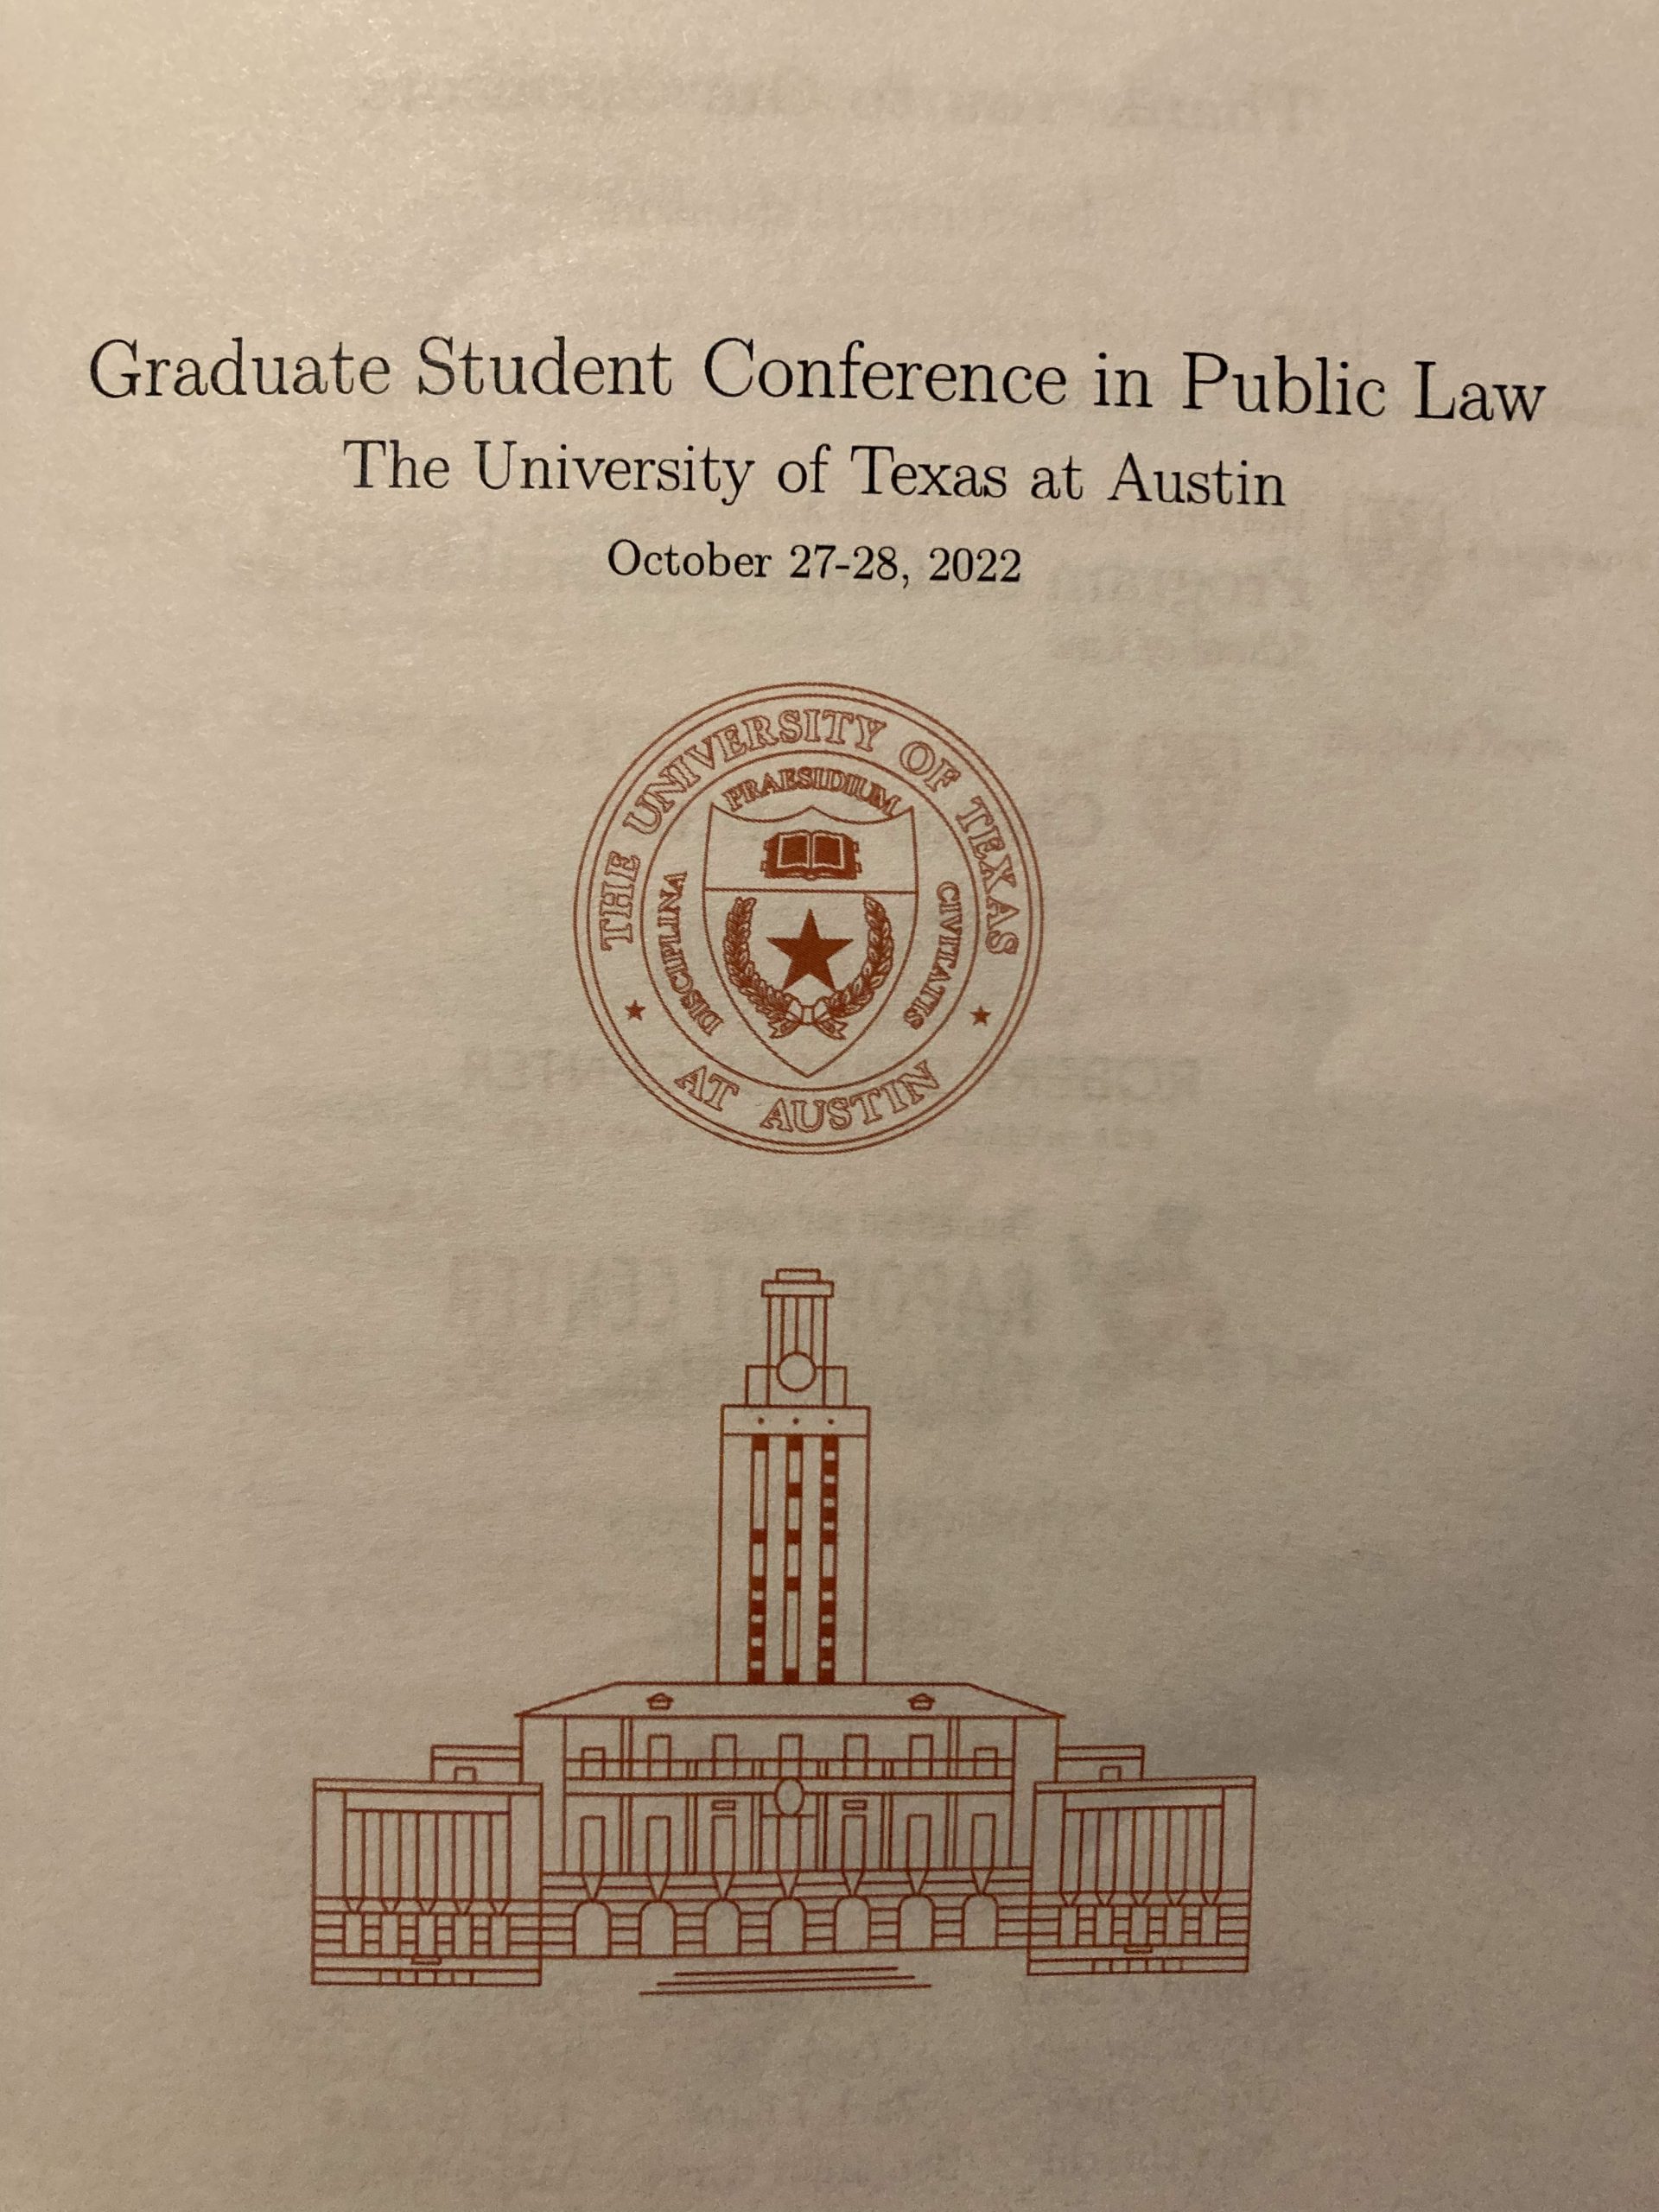 Graduate Student Conference in Public Law
The University of Texas at Austin
October 27-28, 2022
THE UNIVERSITY OF TEXAS
PRAESIDIUM
DISCIPLINA
CIVITATIS
AT AUSTIN